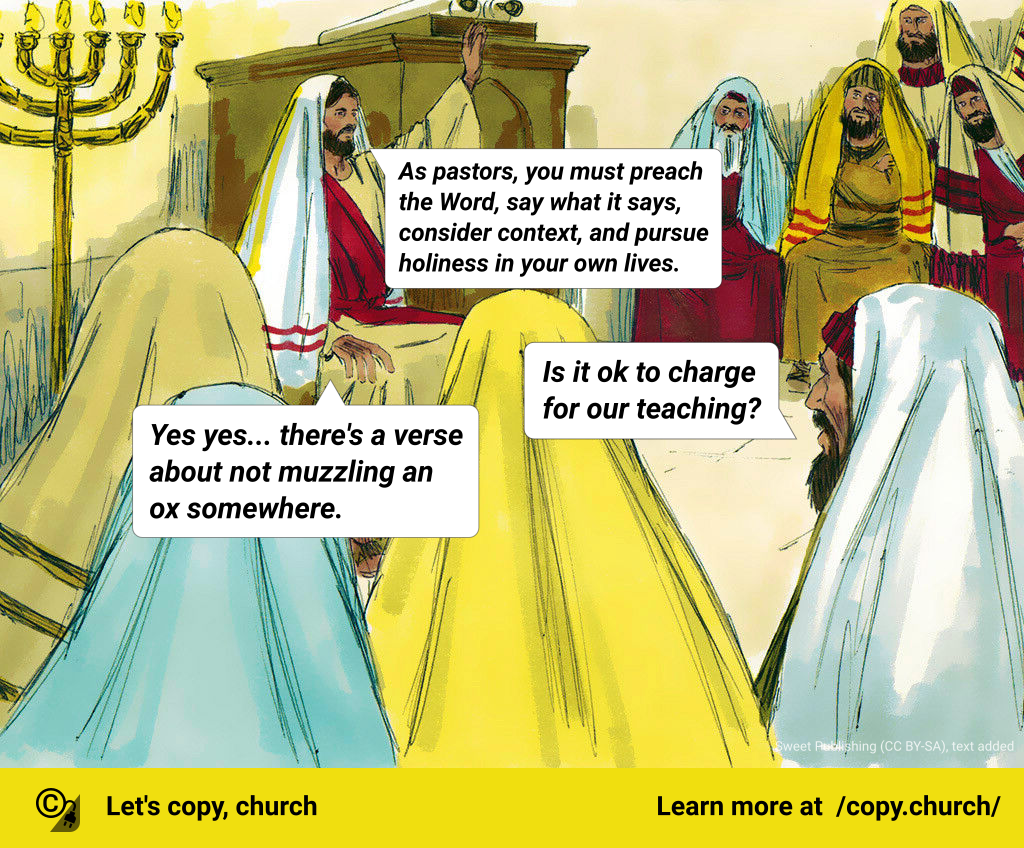 As pastors, you must preach
the Word, say what it says,
consider context, and pursue
holiness in your own lives.
Is it ok to charge
for our teaching?
Yes yes... there's a verse
about not muzzling an
ox somewhere.
Sweet Publishing (CC BY-SA), text added
©
Let's copy, church
Learn more at /copy.church/